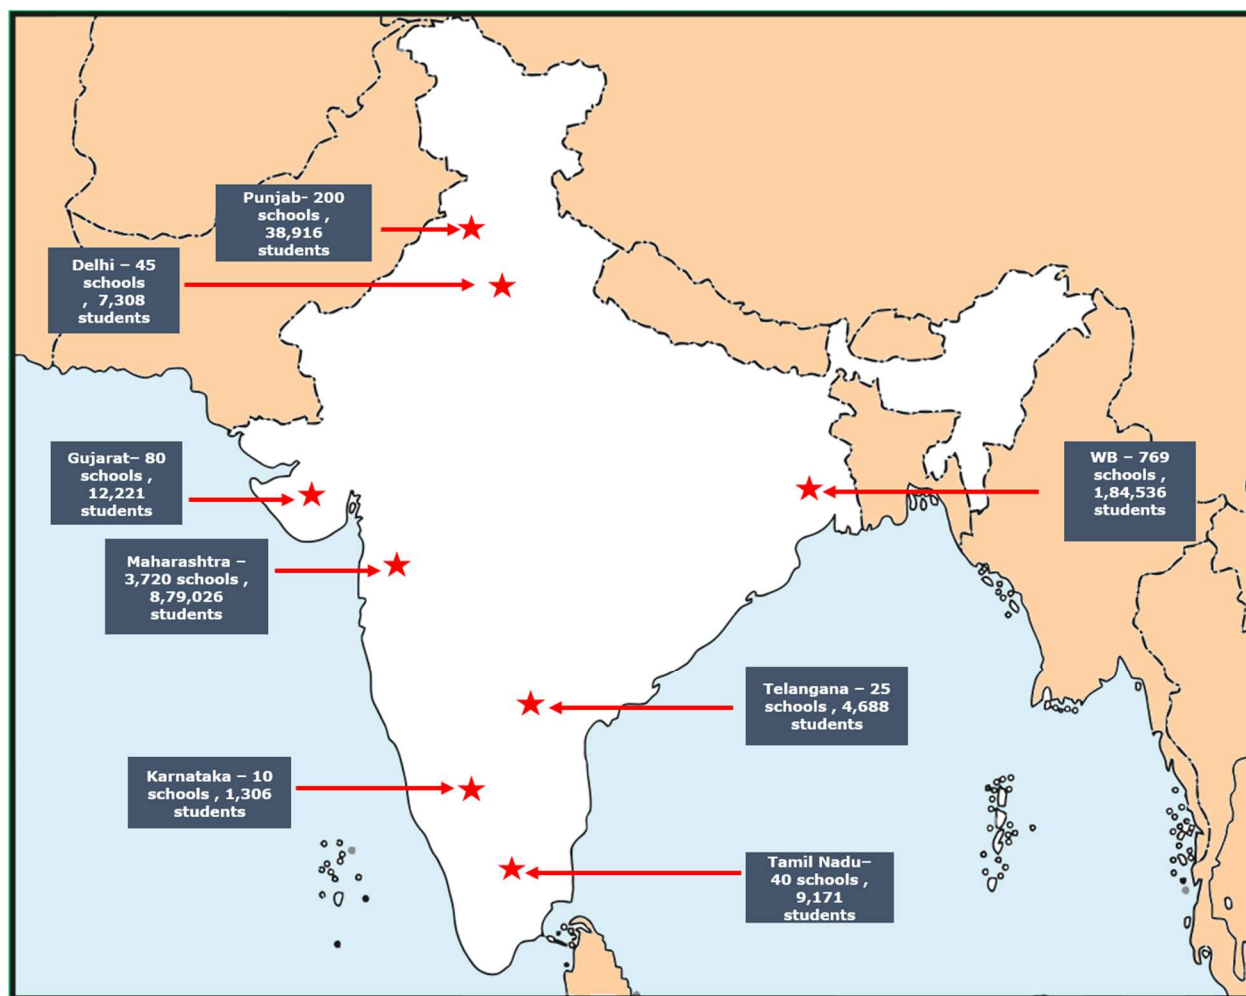 Punjab– 200
schools ,
38,916
students
Delhi – 45
schools
, 7,308
students
Gujarat– 80
schools ,
12,221
students
WB – 769
schools ,
1,84,536
students
Maharashtra –
3,720 schools ,
8,79,026
students
Telangana – 25
schools , 4,688
students
Karnataka – 10
schools , 1,306
students
Tamil Nadu–
40 schools ,
9,171
students